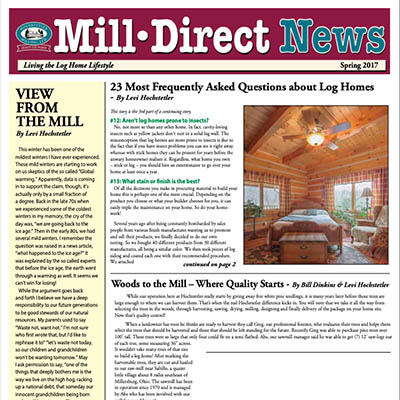 Mill·Direct News
Living the Log Home Lifestyle
Spring 2017
VIEW
FROM
THE MILL
By Levi Hochstetler
This winter has been one of the
mildest winters I have ever experienced.
These mild winters are starting to work
on us skeptics of the so called "Global
warming." Apparently, data is coming
in to support the claim, though, it's
actually only by a small fraction of
a degree. Back in the late 70s when
we experienced some of the coldest
winters in my memory, the cry of the
day was, "we are going back to the
ice age." Then in the early 80s, we had
several mild winters. I remember the
question was raised in a news article,
"what happened to the ice age?" It
was explained by the so called experts
that before the ice age, the earth went
through a warming as well. It seems we
can't win for losing!
While the argument goes back
and forth I believe we have a deep
responsibility to our future generations
to be good stewards of our natural
resources. My parents used to say
"Waste not, want not." I'm not sure
who first wrote that, but I'd like to
rephrase it to" "let's waste not today,
so our children and grandchildren
won't be wanting tomorrow." May
I ask permission to say, "one of the
things that deeply bothers me is the
way we live on the high hog, racking
up a national debt, that someday our
innocent grandchildren being born
23 Most Frequently Asked Questions about Log Homes
- By Levi Hochstetler
This story is the 3rd part of a continuing story.
#12: Aren't log homes prone to insects?
No, not more so than any other home. In fact, cavity-loving
insects such as yellow jackets don't nest in a solid log wall. The
misconception that log homes are more prone to insects is due to
the fact that if you have insect problems you can see it right away
whereas with stick homes they can be present for years before the
unwary homeowner realizes it. Regardless, what home you own
– stick or log – you should hire an exterminator to go over your
home at least once a year.
#13: What stain or finish is the best?
Of all the decisions you make in procuring material to build your
home this is perhaps one of the most crucial. Depending on the
product you choose or what your builder chooses for you, it can
easily triple the maintenance on your home. So do your home-
work!
Several years ago after being constantly bombarded by sales
people from various finish manufacturers wanting us to promote
and sell their products, we finally decided to do our own
testing. So we bought 40 different products from 30 different
manufacturers, all being a similar color. We then took pieces of log
siding and coated each one with their recommended procedure.
We attached
continued on page 2
Woods to the Mill – Where Quality Starts - By Bill Dinkins & Levi Hochstetler
While our operation here at Hochstetler mills starts by giving away free white pine seedlings, it is many years later before those trees are
large enough to where we can harvest them. That's where the real Hochstetler difference kicks in. You will note that we take it all the way from
selecting the trees in the woods, through harvesting, sawing, drying, milling, designing and finally delivery of the package on your home site.
Now that's quality control!
When a landowner has trees he thinks are ready to harvest they call Greg, our professional forester, who evaluates their trees and helps them
select the trees that should be harvested and those that should be left standing for the future. Recently Greg was able to purchase pine trees over
100' tall. These trees were so large that only four could fit on a semi flatbed. Abe, our sawmill manager said he was able to get (7) 12' saw logs out
of each tree, some measuring 36" across.
It wouldn't take many trees of that size
to build a log home! After marking the
harvestable trees, they are cut and hauled
to our saw-mill near Subille, a quaint
little village about 8 miles southeast of
Millersburg, Ohio. The sawmill has been
in operation since 1970 and is managed
by Abe who has been involved with our